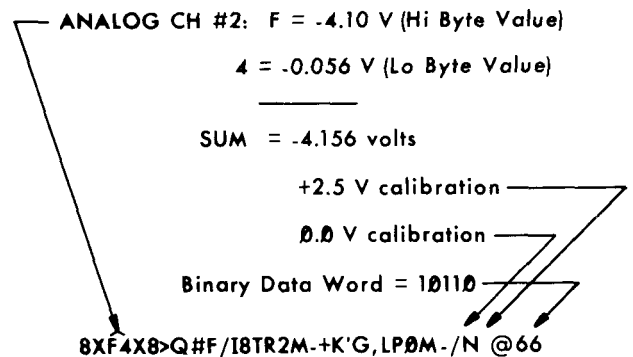 ANALOG CH #2: F = -4.10 V (Hi Byte Value)
4 = -0.056 V (Lo Byte Value)
SUM = -4.156 volts
+2.5 V calibration
0.0 V calibration
Binary Data Word = 10110
8XF4X8>Q#F/I8TR2M-+K'G,LP0M-/N @66